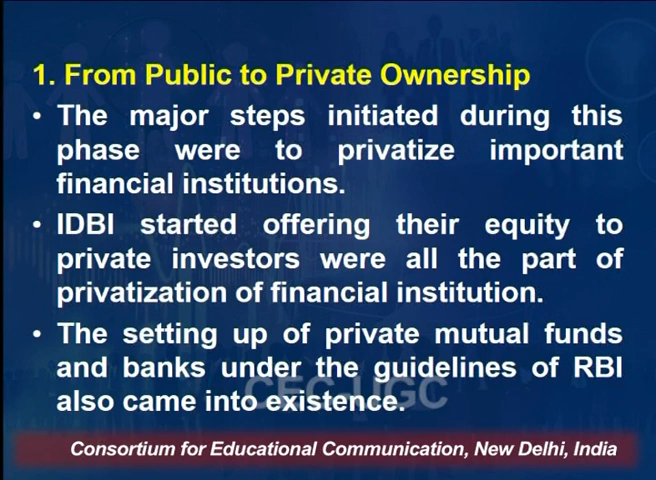 1. From Public to Private Ownership
• The major steps initiated during this
phase were to privatize important
financial institutions.
• IDBI started offering their equity to
private investors were all the part of
privatization of financial institution.
• The setting up of private mutual funds
and banks under the guidelines of RBI
also came into existence.
CEC-UGC
Consortium for Educational Communication, New Delhi, India